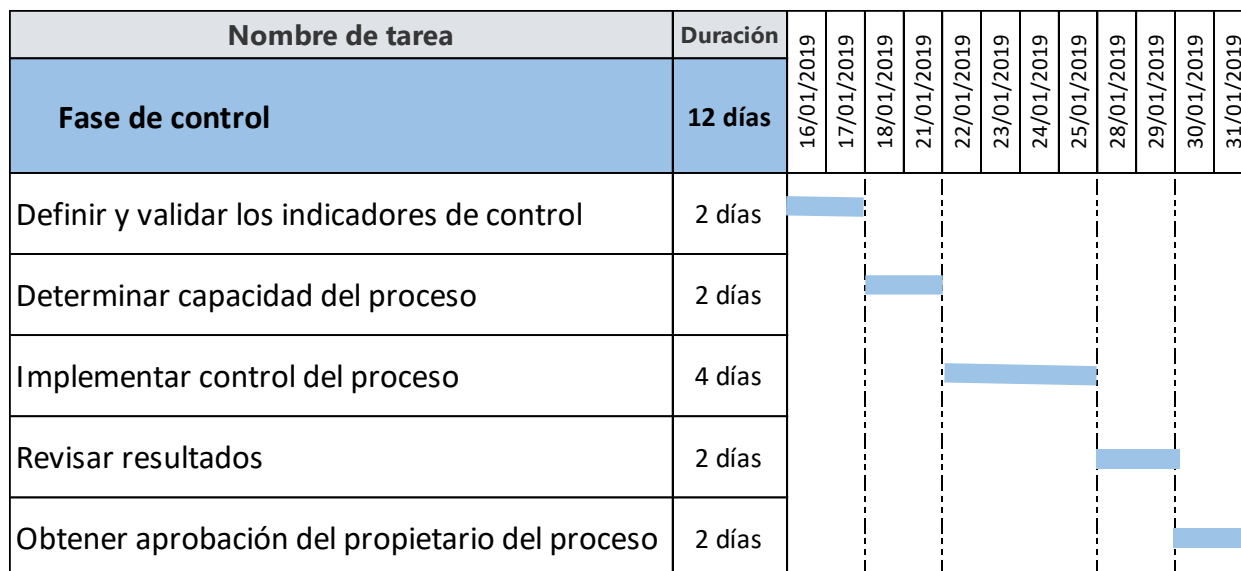 Nombre de tarea Duración 16/01/2019 17/01/2019 18/01/2019 21/01/2019 22/01/2019 23/01/2019 24/01/2019 25/01/2019 28/01/2019 29/01/2019 30/01/2019 31/01/2019
Fase de control 12 días
Definir y validar los indicadores de control 2 días
Determinar capacidad del proceso 2 días
Implementar control del proceso 4 días
Revisar resultados 2 días
Obtener aprobación del propietario del proceso 2 días